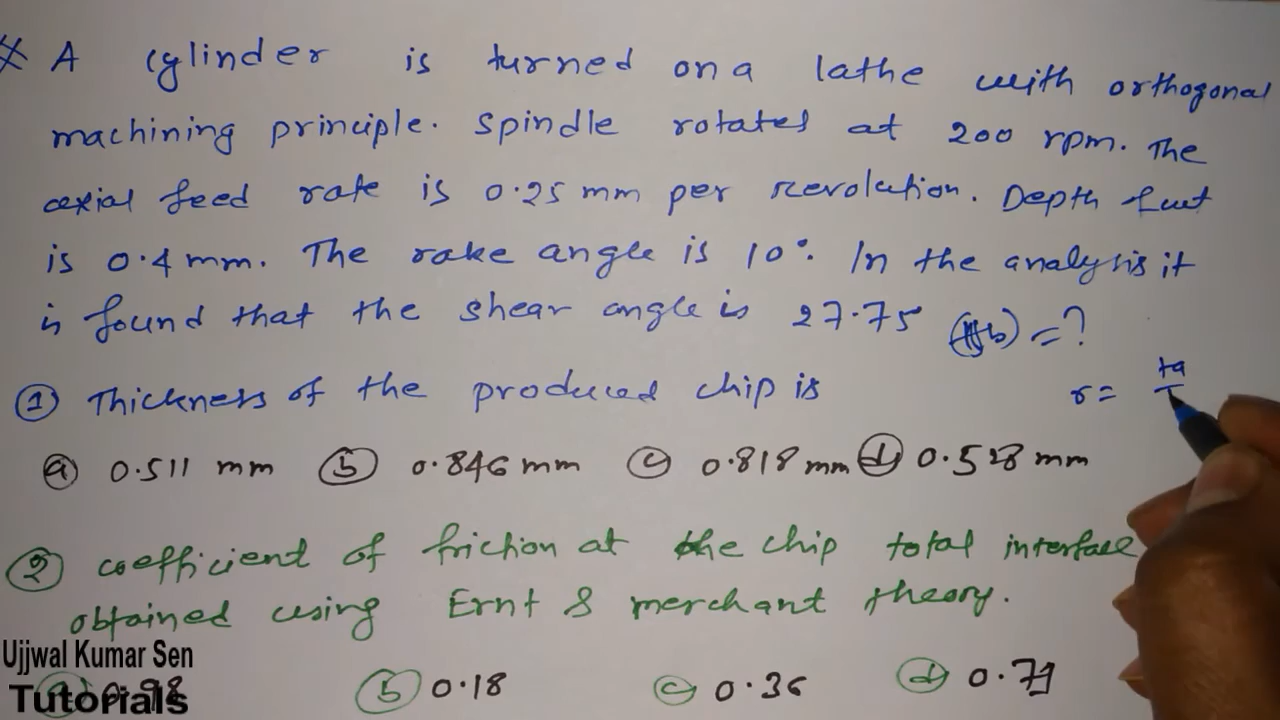 * A cylinder is turned on a lathe with orthogonal
machining principle. Spindle rotates at 200 rpm. The
axial feed rate is 0.25 mm per revolution. Depth of cut
is 0.4 mm. The rake angle is 10°. In the analysis it
is found that the shear angle is 27.75°
= ?
① Thickness of the produced chip is
r =
ⓐ 0.511 mm ⓑ 0.846 mm ⓒ 0.818 mm ⓓ 0.528 mm
② coefficient of friction at the chip total interface
obtained using Ernt & merchant theory.
Ujjwal Kumar Sen
Tutorials
ⓑ 0.18 ⓒ 0.36 ⓓ 0.79